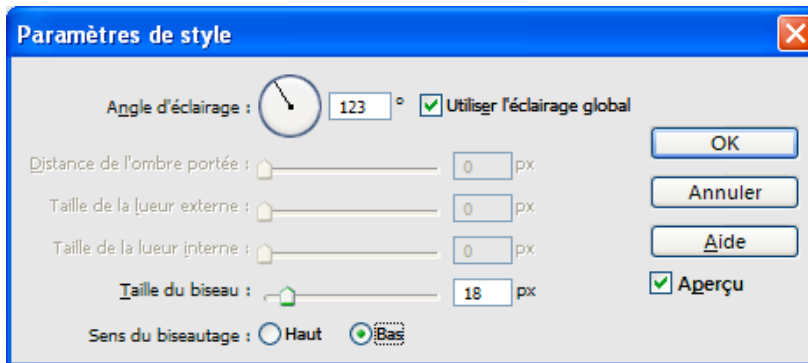 Paramètres de style
Angle d'éclairage : 123 ° Utiliser l'éclairage global
Distance de l'ombre portée : 0 px
Taille de la lueur externe : 0 px
Taille de la lueur interne : 0 px
Taille du biseau : 18 px
Sens du biseautage : Haut Bas
OK
Annuler
Aide
Aperçu